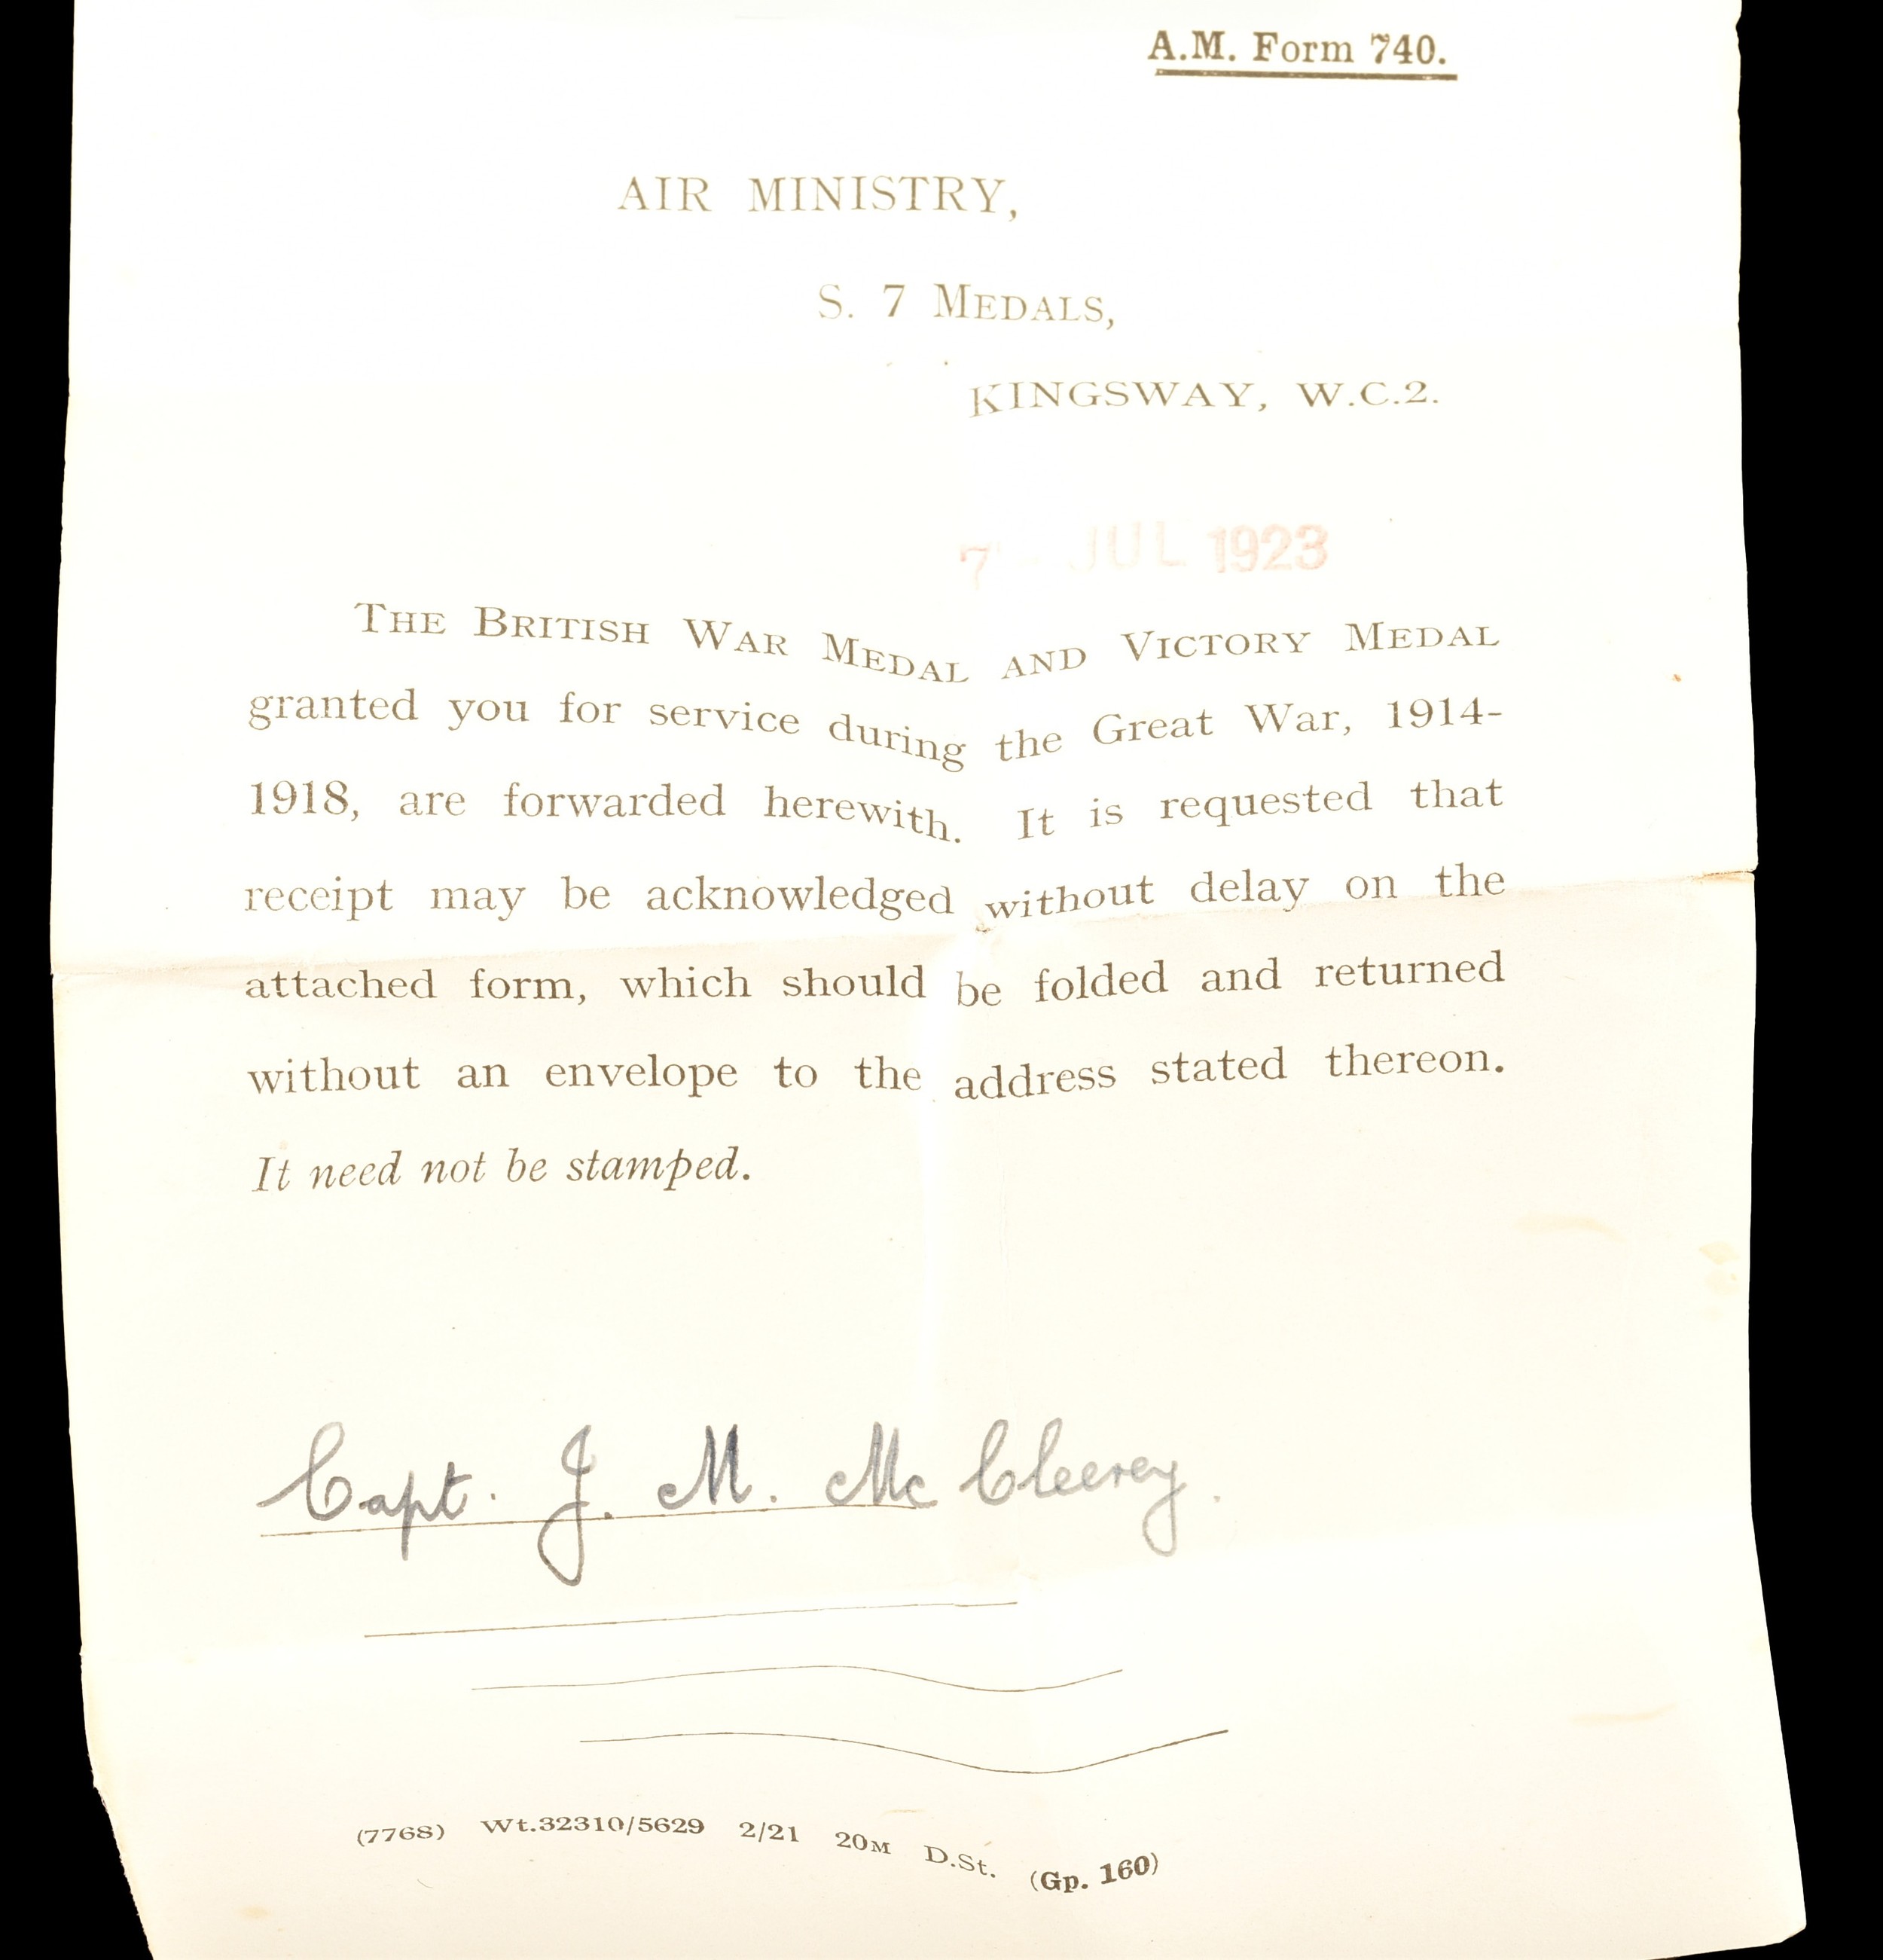 A.M. Form 740.
AIR MINISTRY,
S. 7 MEDALS,
KINGSWAY, W.C.2.
7 - JUL 1923
THE BRITISH WAR MEDAL AND VICTORY MEDAL
granted you for service during the Great War, 1914-
1918, are forwarded herewith. It is requested that
receipt may be acknowledged without delay on the
attached form, which should be folded and returned
without an envelope to the address stated thereon.
It need not be stamped.
Capt. J. M. McCleerey.
(7768) Wt.32310/5629 2/21 20M D.St. (Gp. 160)